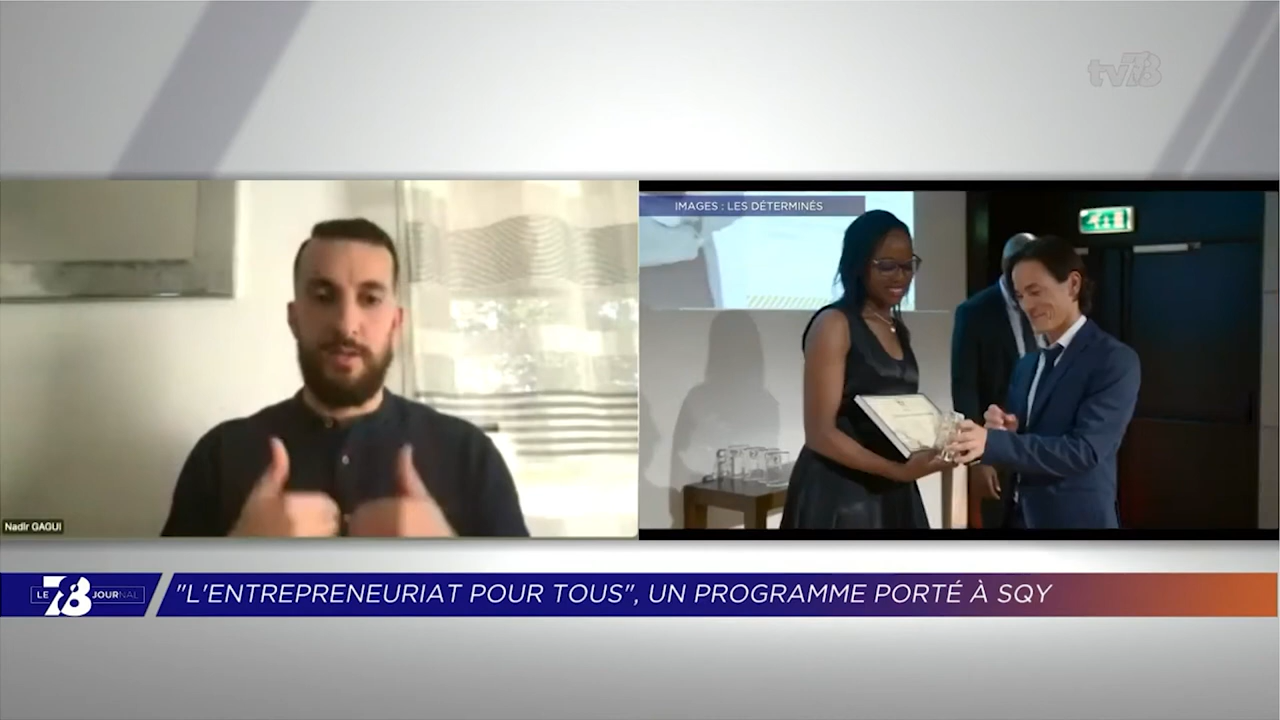 tv78
IMAGES : LES DÉTERMINÉS
Nadir GAGUI
LE 78 JOURNAL
"L'ENTREPRENEURIAT POUR TOUS", UN PROGRAMME PORTÉ À SQY